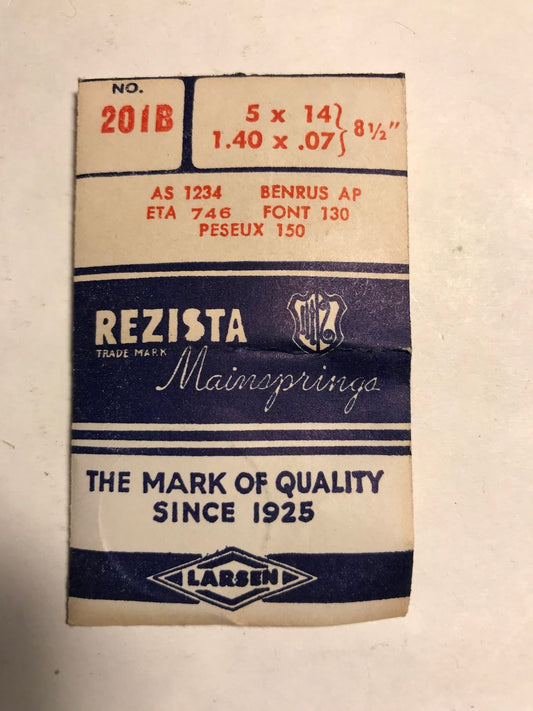 NO.
201B
5 x 14
1.40 x .07
8½"
AS 1234 BENRUS AP
ETA 746 FONT 130
PESEUX 150
REZISTA
TRADE MARK
Mainsprings
THE MARK OF QUALITY
SINCE 1925
LARSEN